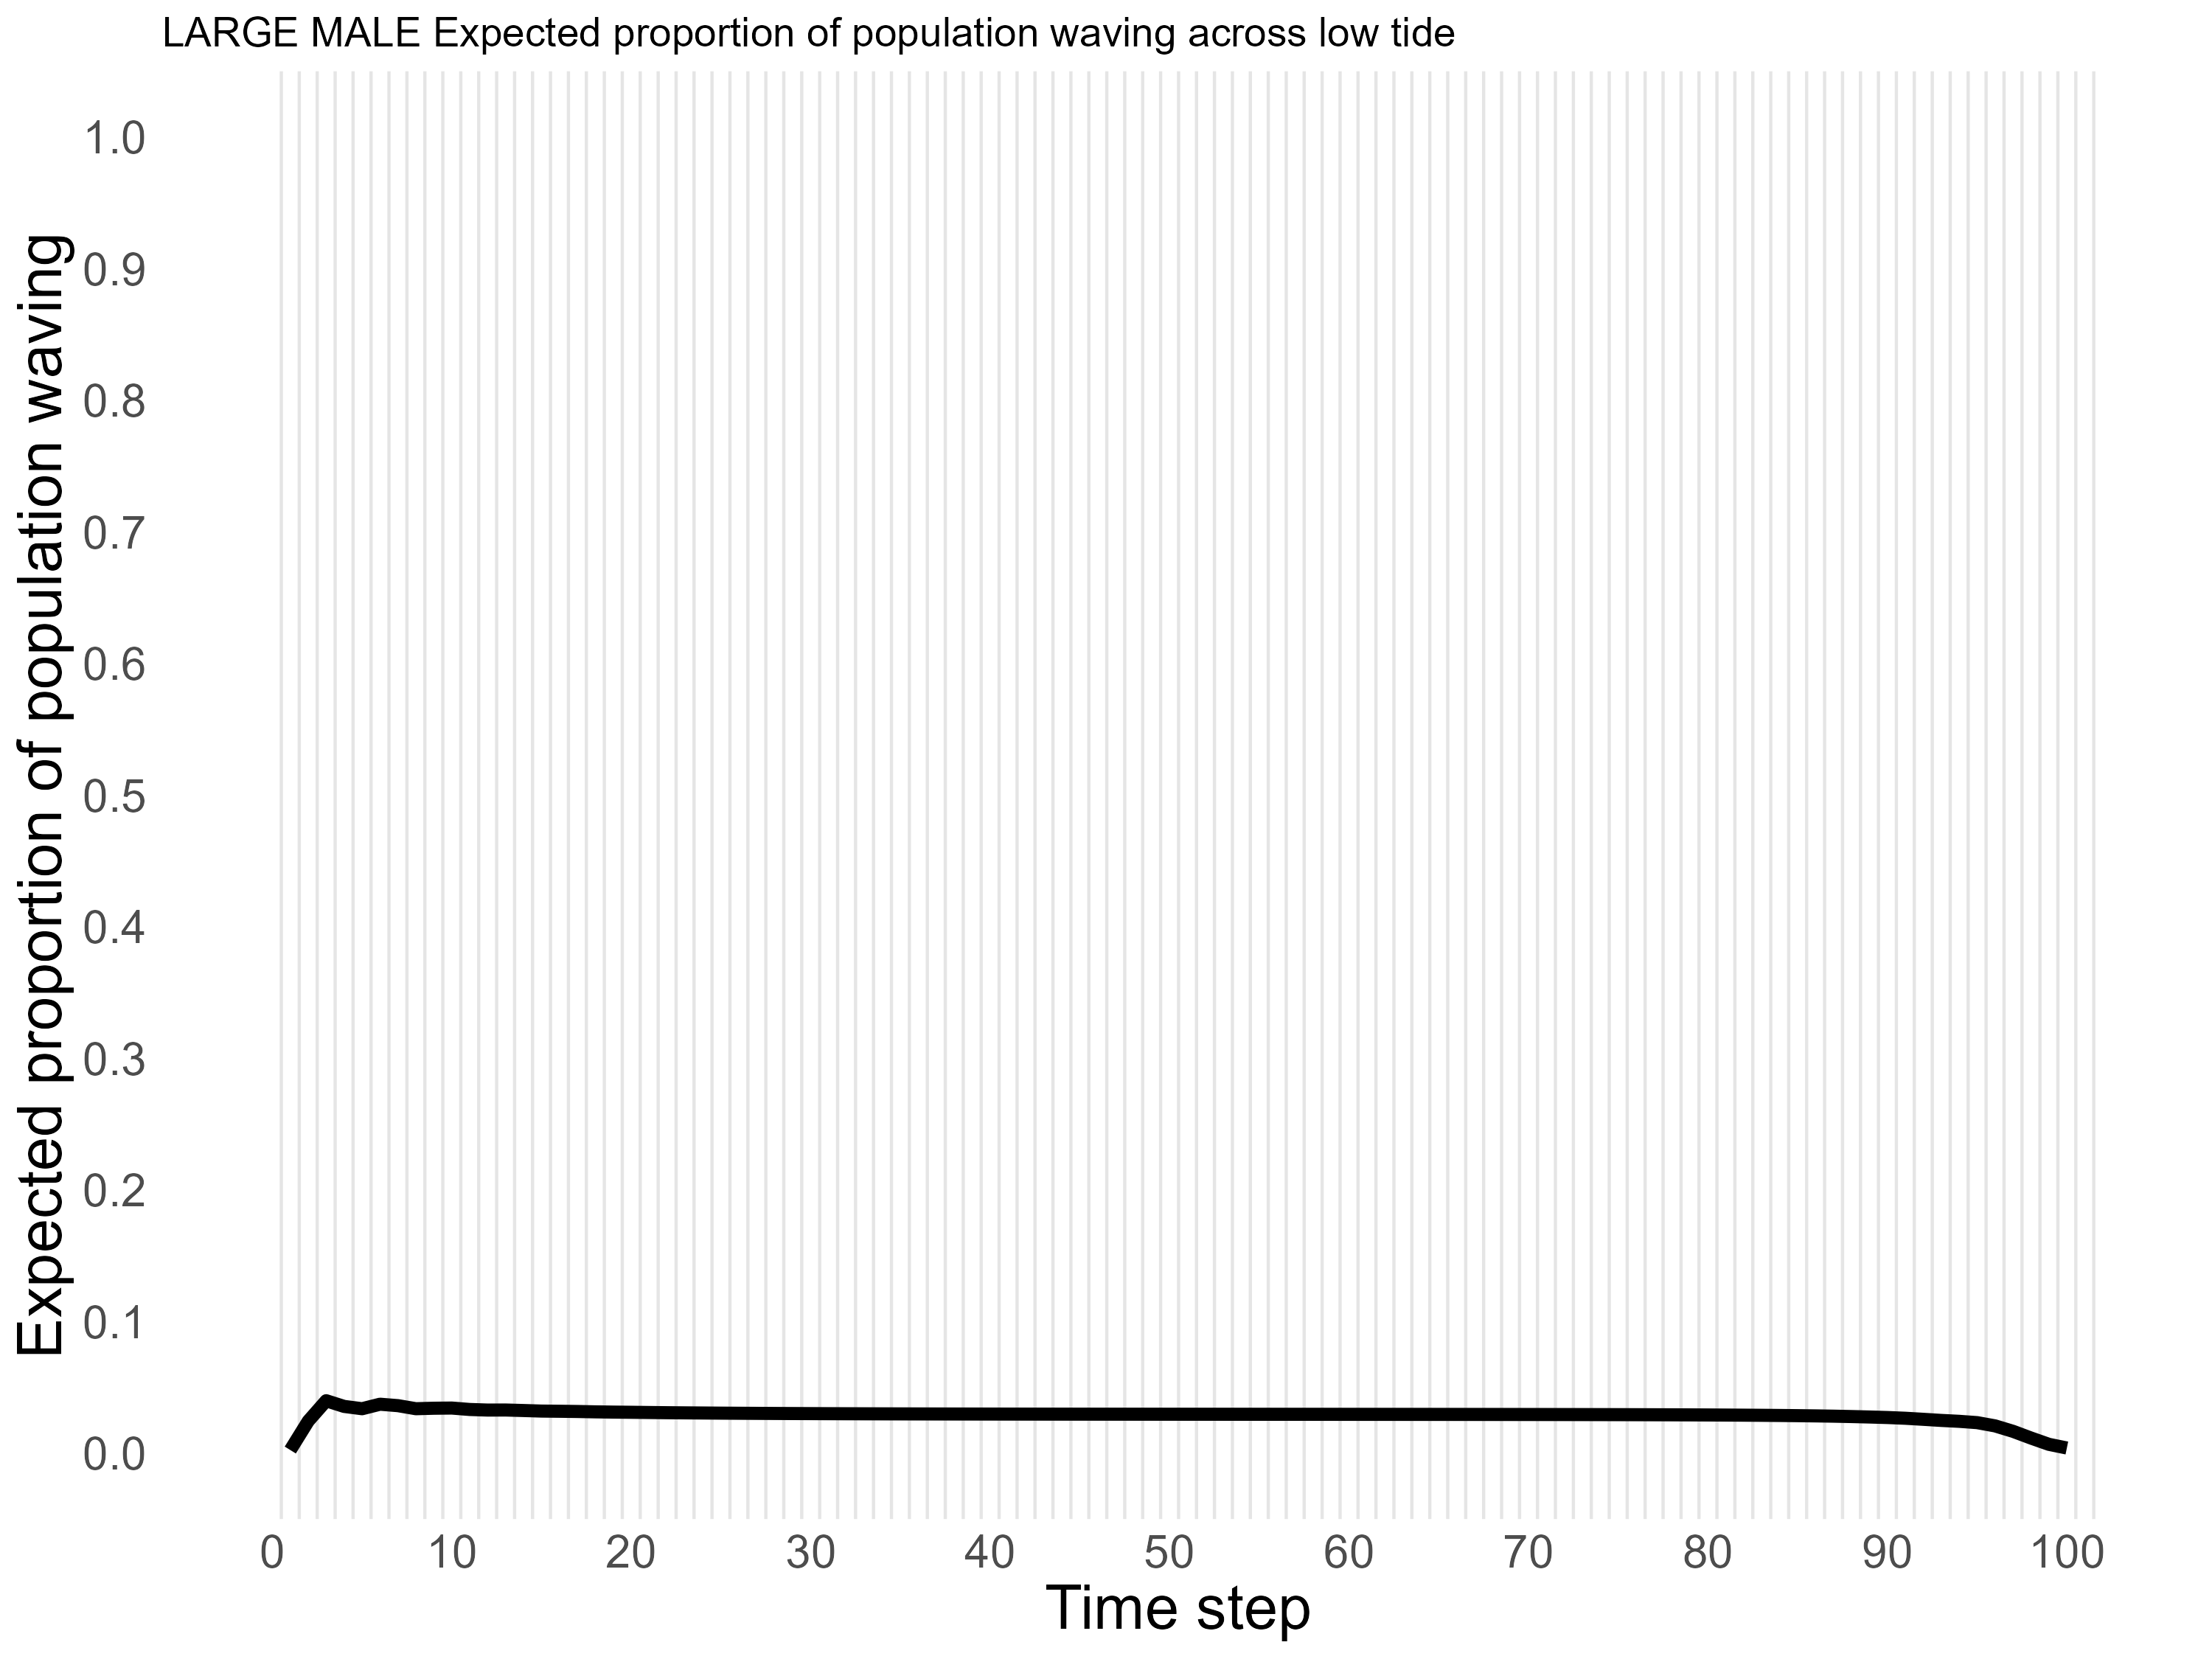 LARGE MALE Expected proportion of population waving across low tide
Expected proportion of population waving
1.0
0.9
0.8
0.7
0.6
0.5
0.4
0.3
0.2
0.1
0.0
0 10 20 30 40 50 60 70 80 90 100
Time step